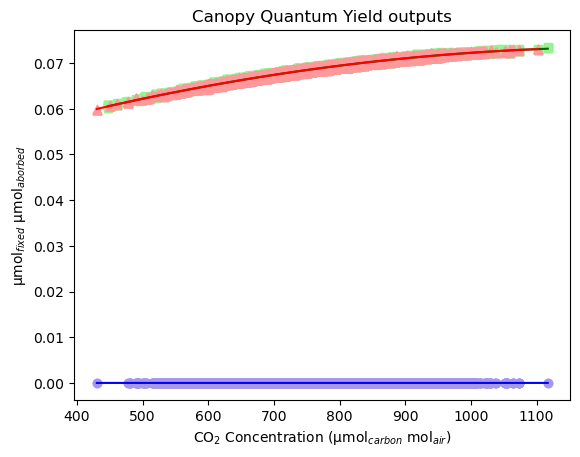 Canopy Quantum Yield outputs
0.07
0.06
0.05
0.04
0.03
0.02
0.01
0.00
µmol_fixed µmol_aborbed
400 500 600 700 800 900 1000 1100
CO₂ Concentration (µmol_carbon mol_air)